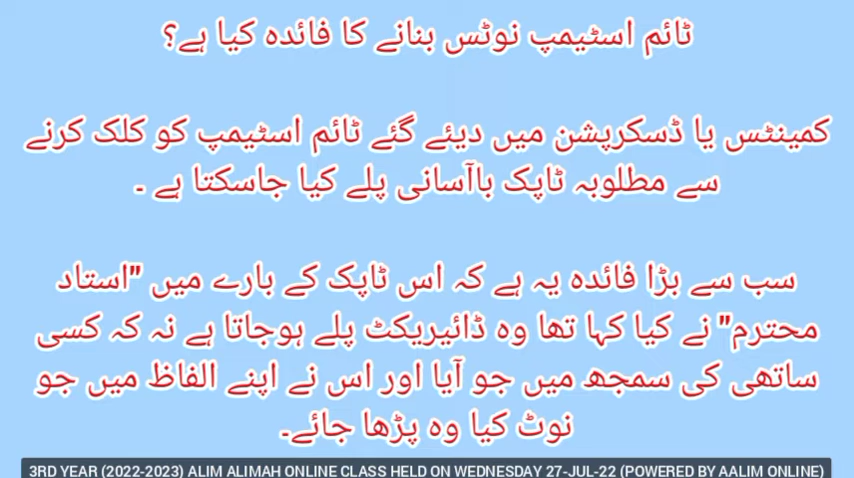 ٹائم اسٹیمپ نوٹس بنانے کا فائدہ کیا ہے؟
کمینٹس یا ڈسکرپشن میں دیئے گئے ٹائم اسٹیمپ کو کلک کرنے
سے مطلوبہ ٹاپک باآسانی پلے کیا جاسکتا ہے ۔
سب سے بڑا فائدہ یہ ہے کہ اس ٹاپک کے بارے میں "استاد
محترم" نے کیا کہا تھا وہ ڈائیریکٹ پلے ہوجاتا ہے نہ کہ کسی
ساتھی کی سمجھ میں جو آیا اور اس نے اپنے الفاظ میں جو
نوٹ کیا وہ پڑھا جائے۔
3RD YEAR (2022-2023) ALIM ALIMAH ONLINE CLASS HELD ON WEDNESDAY 27-JUL-22 (POWERED BY AALIM ONLINE)